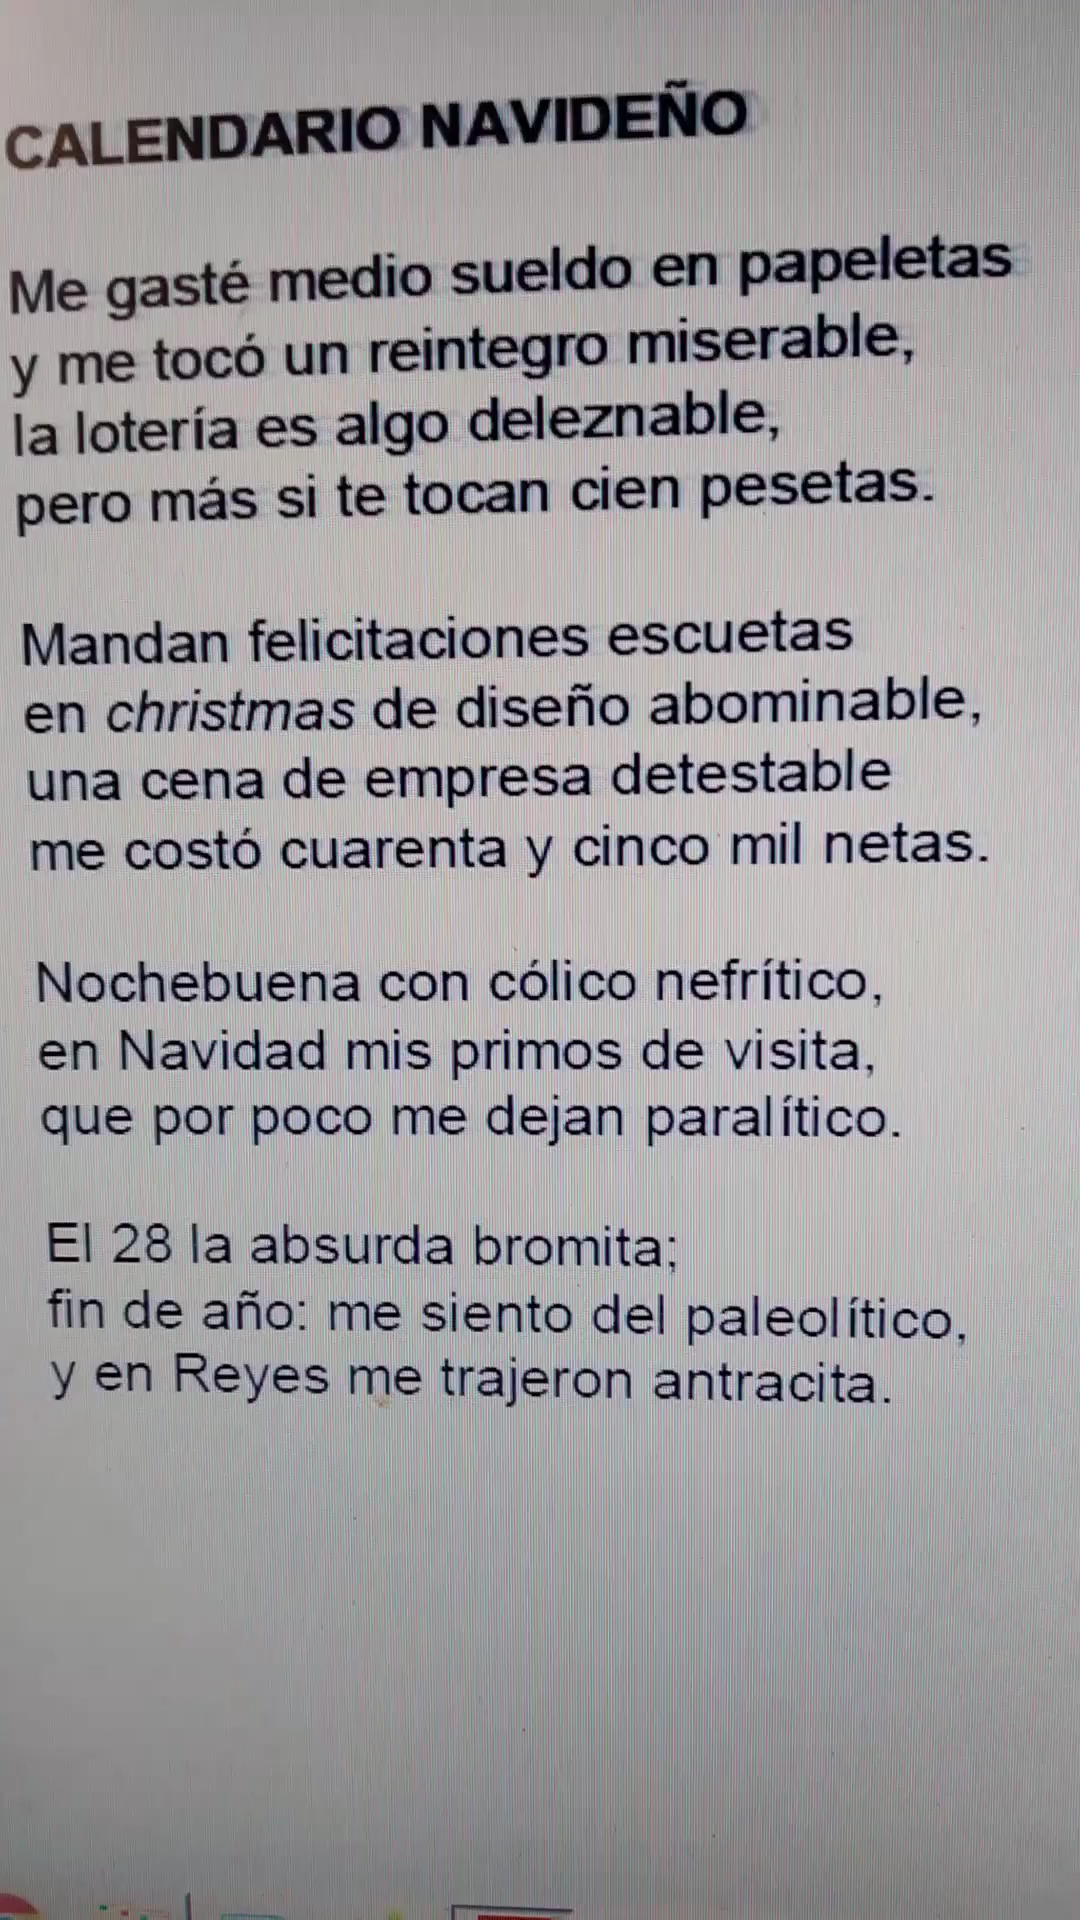 CALENDARIO NAVIDEÑO
Me gasté medio sueldo en papeletas
y me tocó un reintegro miserable,
la lotería es algo deleznable,
pero más si te tocan cien pesetas.
Mandan felicitaciones escuetas
en christmas de diseño abominable,
una cena de empresa detestable
me costó cuarenta y cinco mil netas.
Nochebuena con cólico nefrítico,
en Navidad mis primos de visita,
que por poco me dejan paralítico.
El 28 la absurda bromita;
fin de año: me siento del paleolítico,
y en Reyes me trajeron antracita.